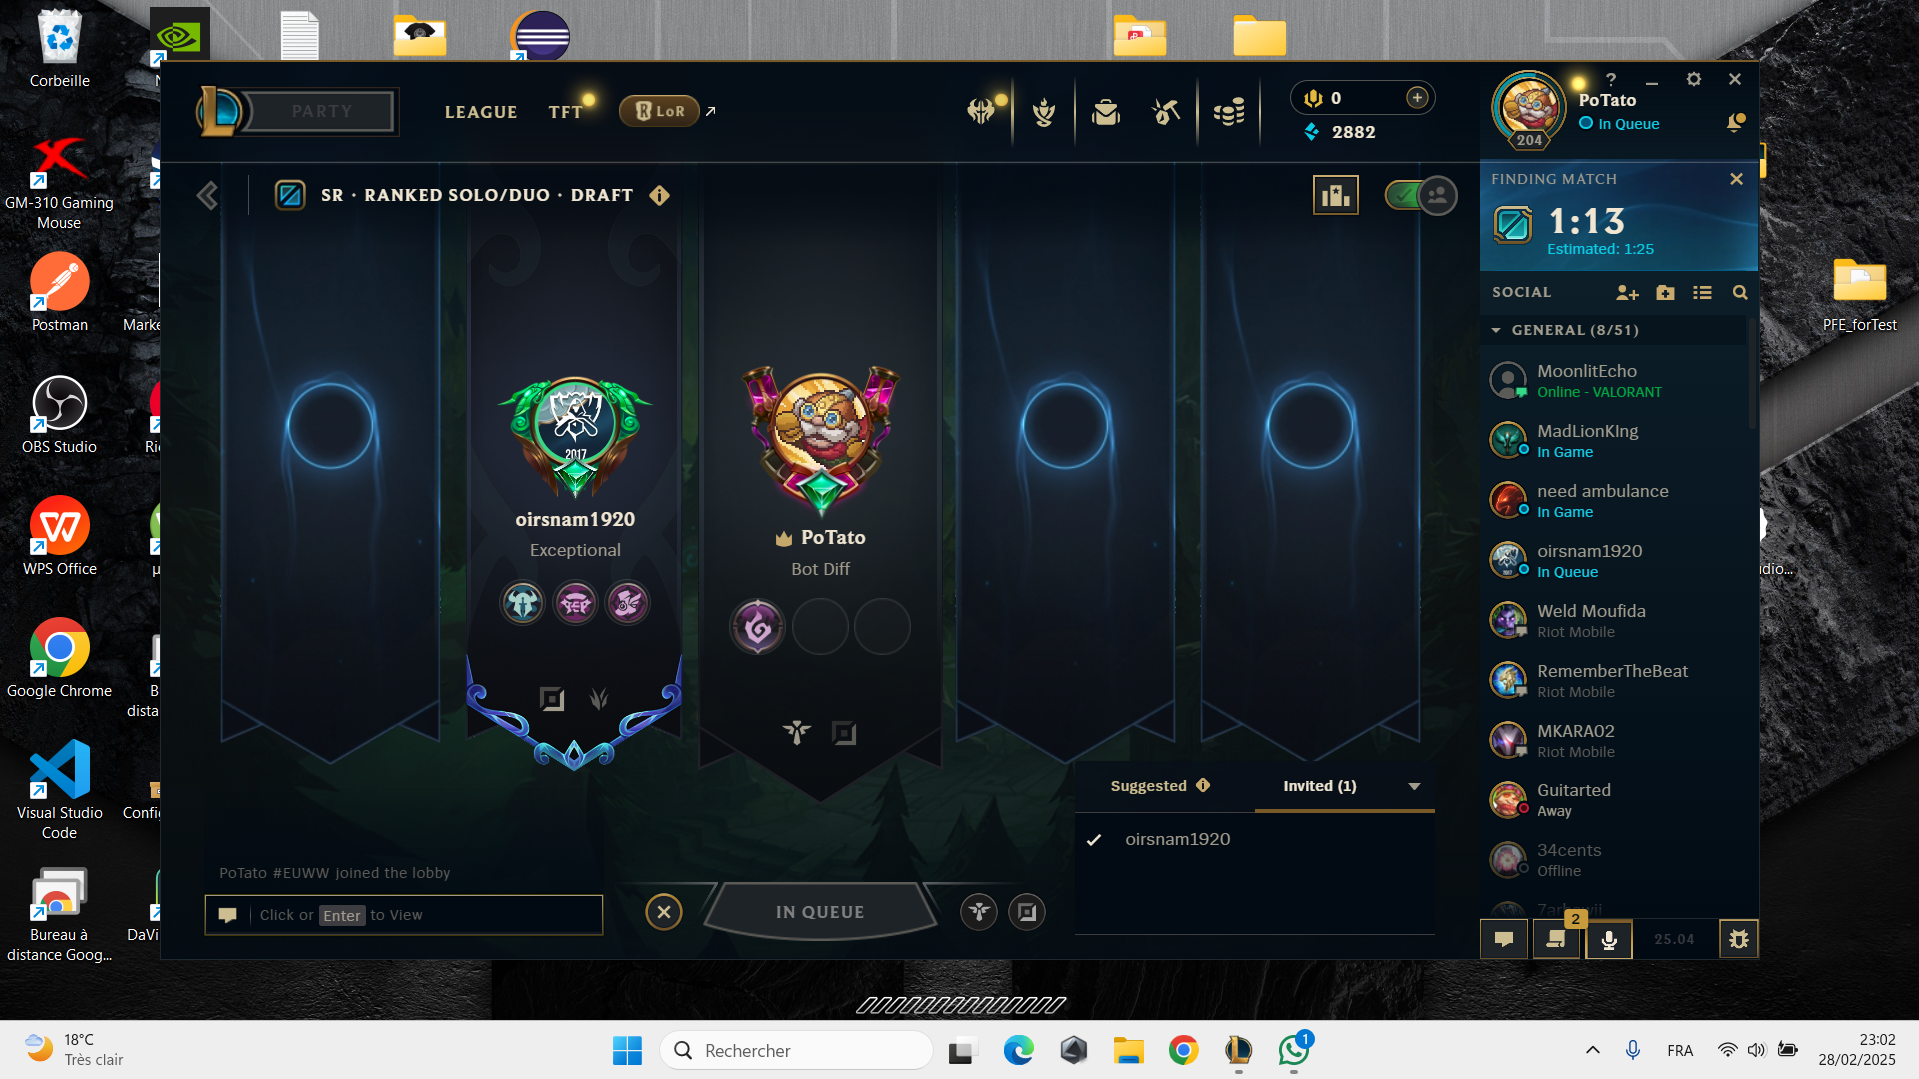 Corbeille
GM-310 Gaming
Mouse
Postman
OBS Studio
WPS Office
Google Chrome
Visual Studio
Code
Bureau à
distance Goog...
N
Marke
Ric
µ
B
dista
Config
DaVi
PFE_forTest
dio...
PARTY
LEAGUE
TFT
LoR
0
2882
204
?
PoTato
In Queue
SR · RANKED SOLO/DUO · DRAFT
FINDING MATCH
1:13
Estimated: 1:25
SOCIAL
GENERAL (8/51)
MoonlitEcho
Online - VALORANT
MadLionKIng
In Game
need ambulance
In Game
oirsnam1920
In Queue
Weld Moufida
Riot Mobile
RememberTheBeat
Riot Mobile
MKARA02
Riot Mobile
Guitarted
Away
34cents
Offline
2
25.04
2017
oirsnam1920
Exceptional
PoTato
Bot Diff
Suggested
Invited (1)
oirsnam1920
PoTato #EUWW joined the lobby
Click or Enter to View
IN QUEUE
18°C
Très clair
Rechercher
1
FRA
23:02
28/02/2025